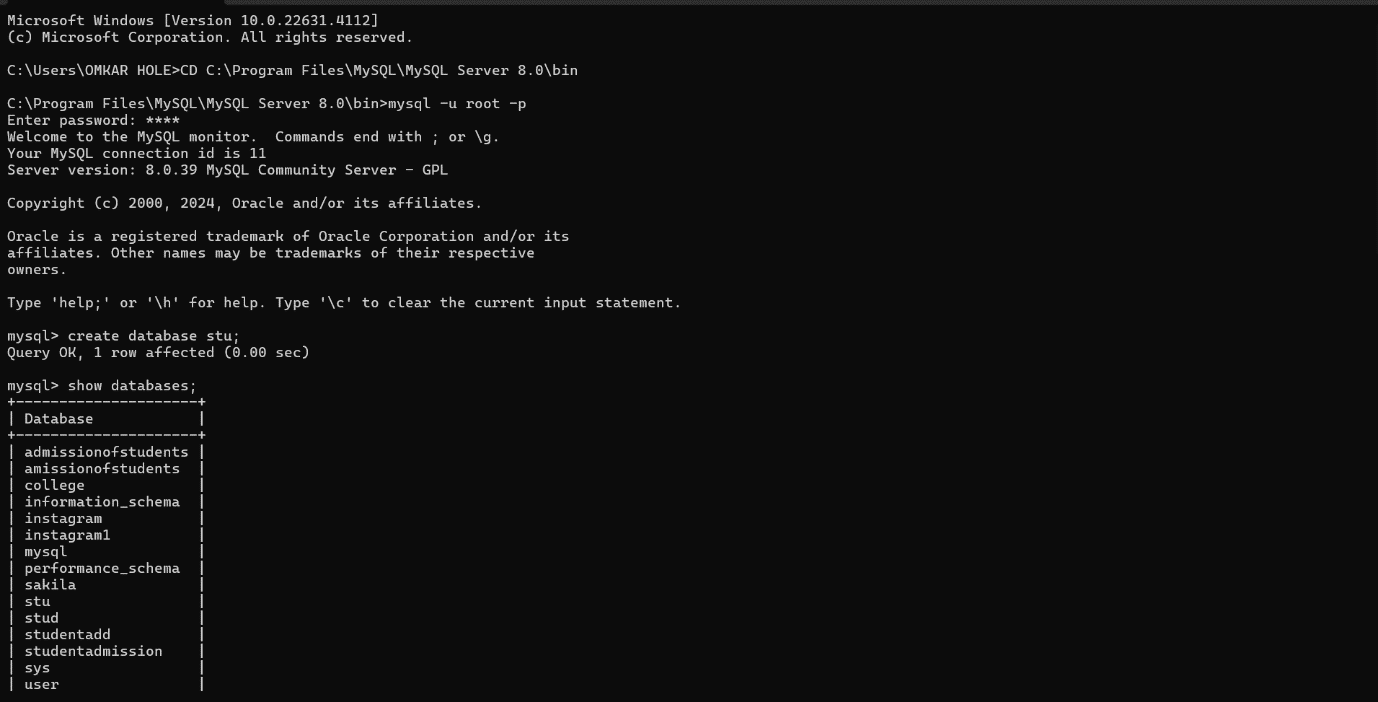 Microsoft Windows [Version 10.0.22631.4112]
(c) Microsoft Corporation. All rights reserved.
C:\Users\OMKAR HOLE>CD C:\Program Files\MySQL\MySQL Server 8.0\bin
C:\Program Files\MySQL\MySQL Server 8.0\bin>mysql -u root -p
Enter password: ****
Welcome to the MySQL monitor.  Commands end with ; or \g.
Your MySQL connection id is 11
Server version: 8.0.39 MySQL Community Server - GPL
Copyright (c) 2000, 2024, Oracle and/or its affiliates.
Oracle is a registered trademark of Oracle Corporation and/or its
affiliates. Other names may be trademarks of their respective
owners.
Type 'help;' or '\h' for help. Type '\c' to clear the current input statement.
mysql> create database stu;
Query OK, 1 row affected (0.00 sec)
mysql> show databases;
+---------------------+
| Database            |
+---------------------+
| admissionofstudents |
| amissionofstudents  |
| college             |
| information_schema  |
| instagram           |
| instagram1          |
| mysql               |
| performance_schema  |
| sakila              |
| stu                 |
| stud                |
| studentadd          |
| studentadmission    |
| sys                 |
| user                |